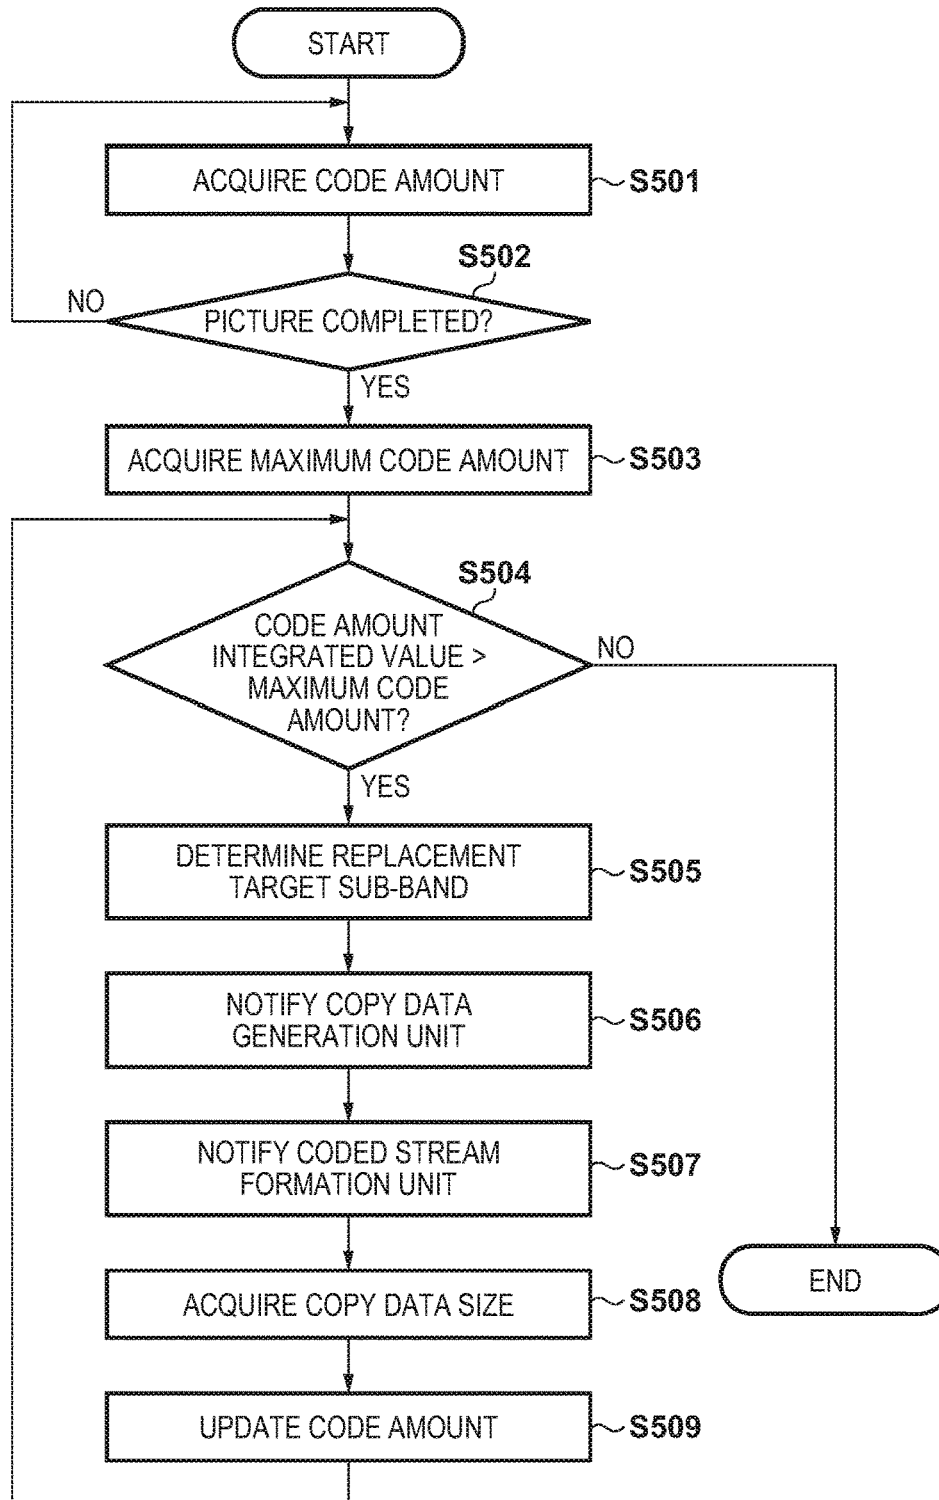 START
ACQUIRE CODE AMOUNT
S501
S502
NO
PICTURE COMPLETED?
YES
ACQUIRE MAXIMUM CODE AMOUNT
S503
S504
CODE AMOUNT
INTEGRATED VALUE >
MAXIMUM CODE
AMOUNT?
NO
YES
DETERMINE REPLACEMENT
TARGET SUB-BAND
S505
NOTIFY COPY DATA
GENERATION UNIT
S506
NOTIFY CODED STREAM
FORMATION UNIT
S507
ACQUIRE COPY DATA SIZE
S508
END
UPDATE CODE AMOUNT
S509